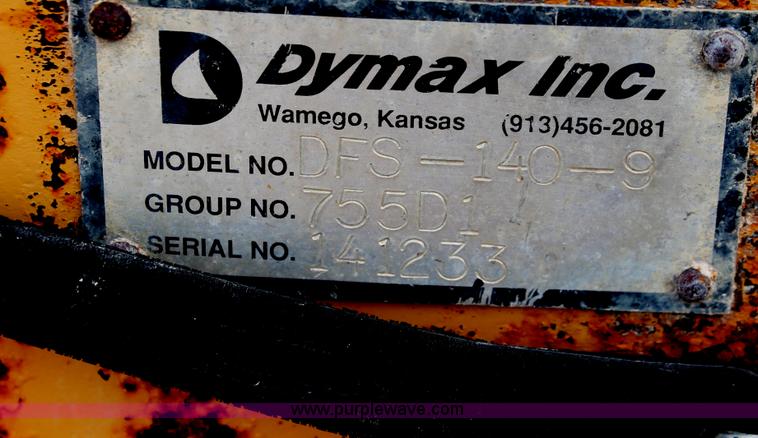 Dymax Inc.
Wamego, Kansas (913)456-2081
MODEL NO. DFS-140-9
GROUP NO. 755D1
SERIAL NO. 141233
www.purplewave.com